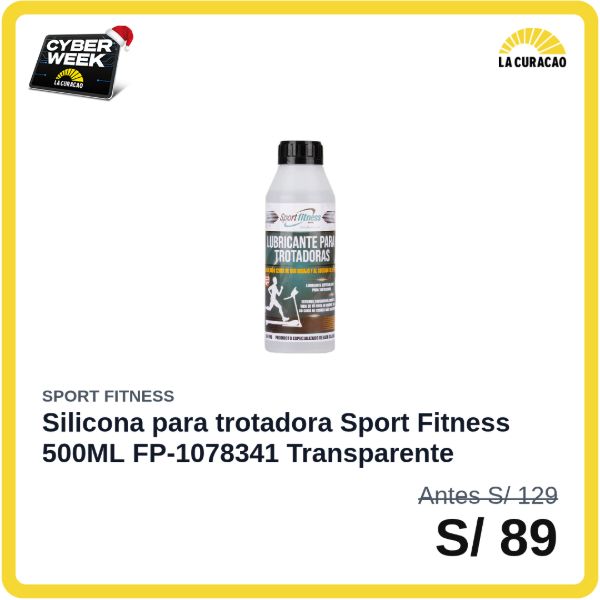 CYBER
WEEK
LA CURACAO
LA CURACAO
Sport fitness
LUBRICANTE PARA
TROTADORAS
SPORT FITNESS
Silicona para trotadora Sport Fitness
500ML FP-1078341 Transparente
Antes S/ 129
S/ 89